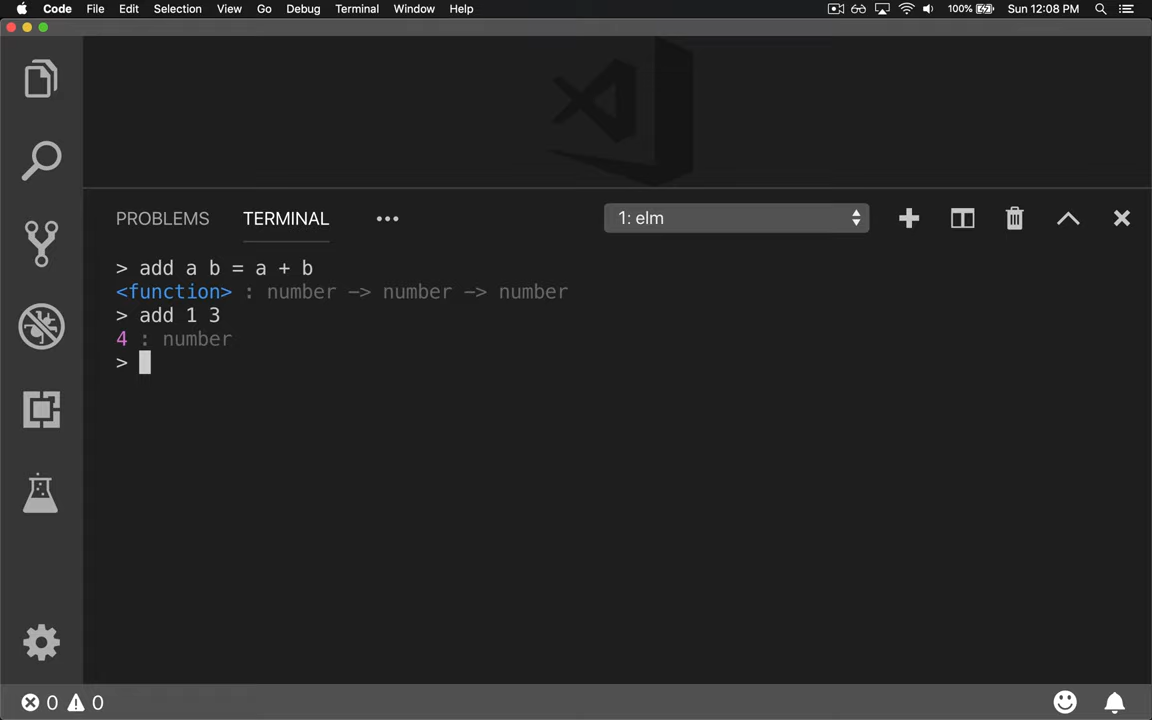 Code File Edit Selection View Go Debug Terminal Window Help 100% Sun 12:08 PM
PROBLEMS TERMINAL ••• 1: elm
> add a b = a + b
<function> : number -> number -> number
> add 1 3
4 : number
>
0 0